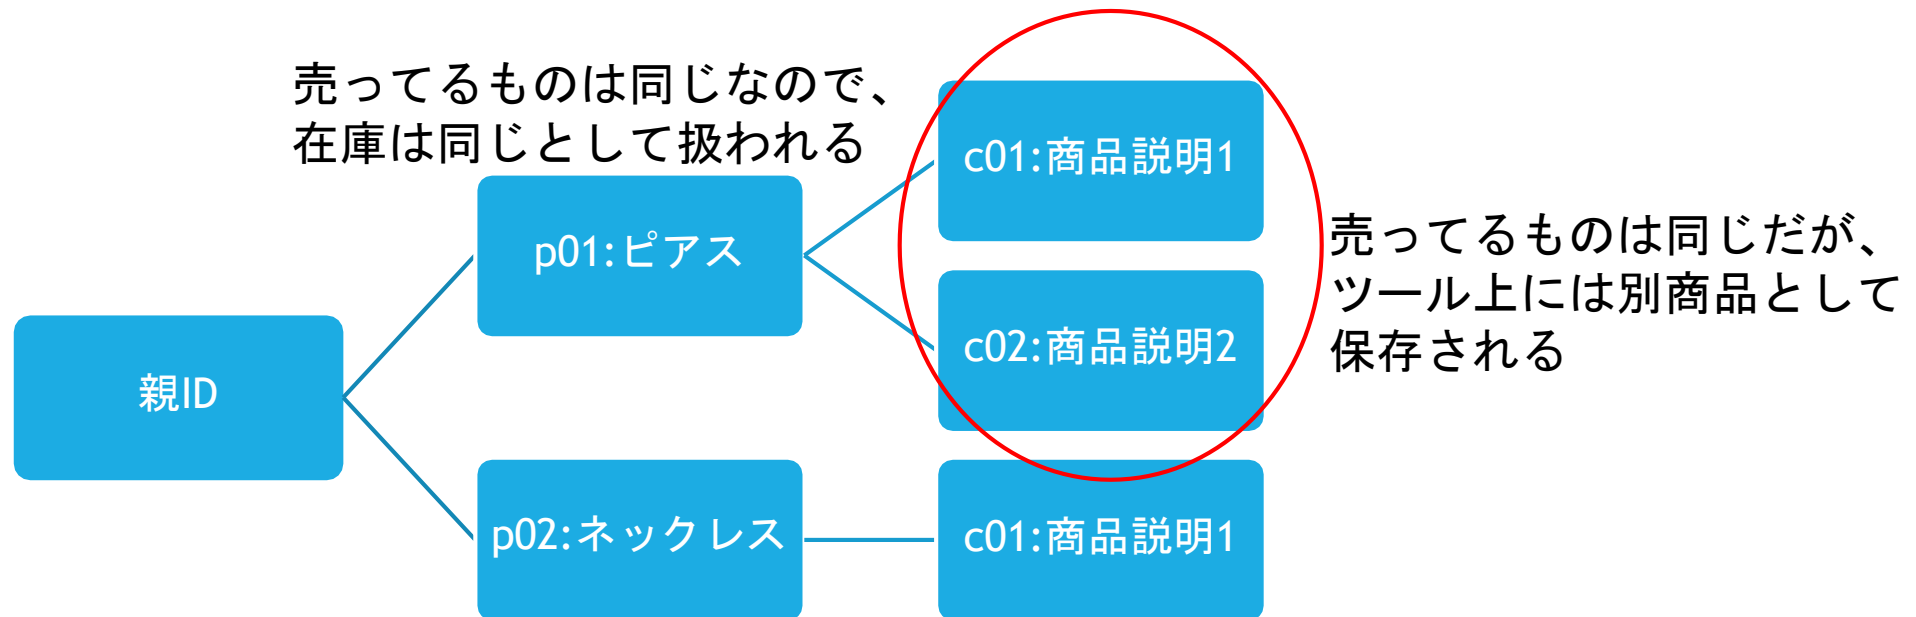 売ってるものは同じなので、
在庫は同じとして扱われる
c01:商品説明1
p01:ピアス
売ってるものは同じだが、
ツール上には別商品として
保存される
c02:商品説明2
親ID
p02:ネックレス
c01:商品説明1